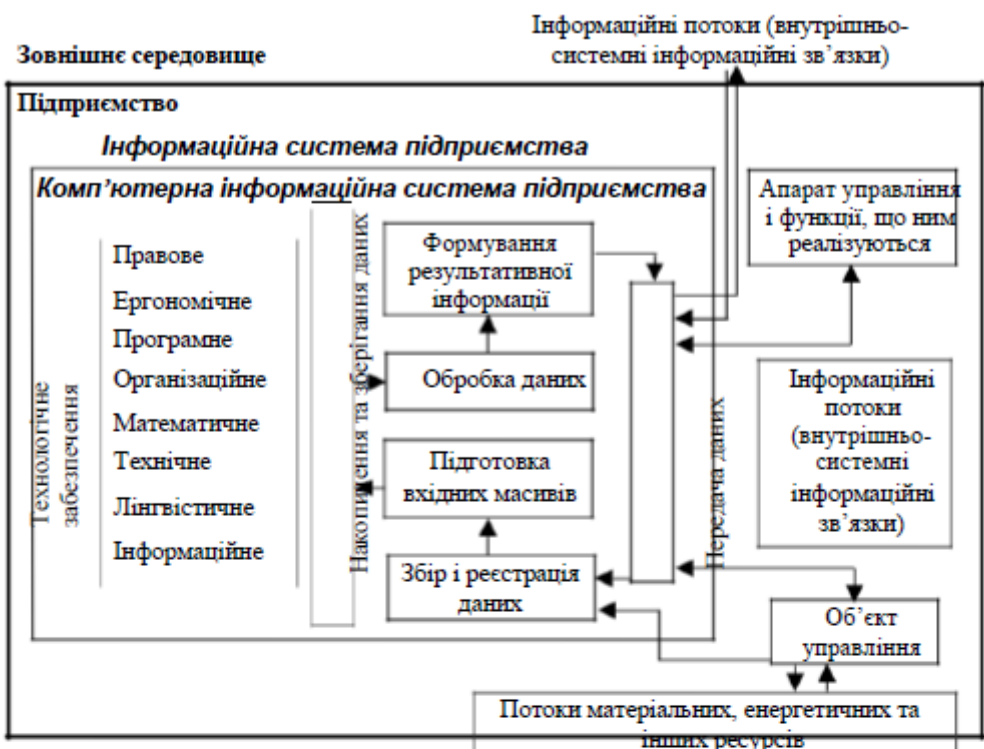 Інформаційні потоки (внутрішньо-
системні інформаційні зв’язки)
Зовнішнє середовище
Підприємство
Інформаційна система підприємства
Комп’ютерна інформаційна система підприємства
Технологічне
забезпечення
Правове
Ергономічне
Програмне
Організаційне
Математичне
Технічне
Лінгвістичне
Інформаційне
Накопичення та зберігання даних
Формування
результативної
інформації
Обробка даних
Підготовка
вхідних масивів
Збір і реєстрація
даних
Передача даних
Апарат управління
і функції, що ним
реалізуються
Інформаційні
потоки
(внутрішньо-
системні
інформаційні
зв’язки)
Об’єкт
управління
Потоки матеріальних, енергетичних та
інших ресурсів